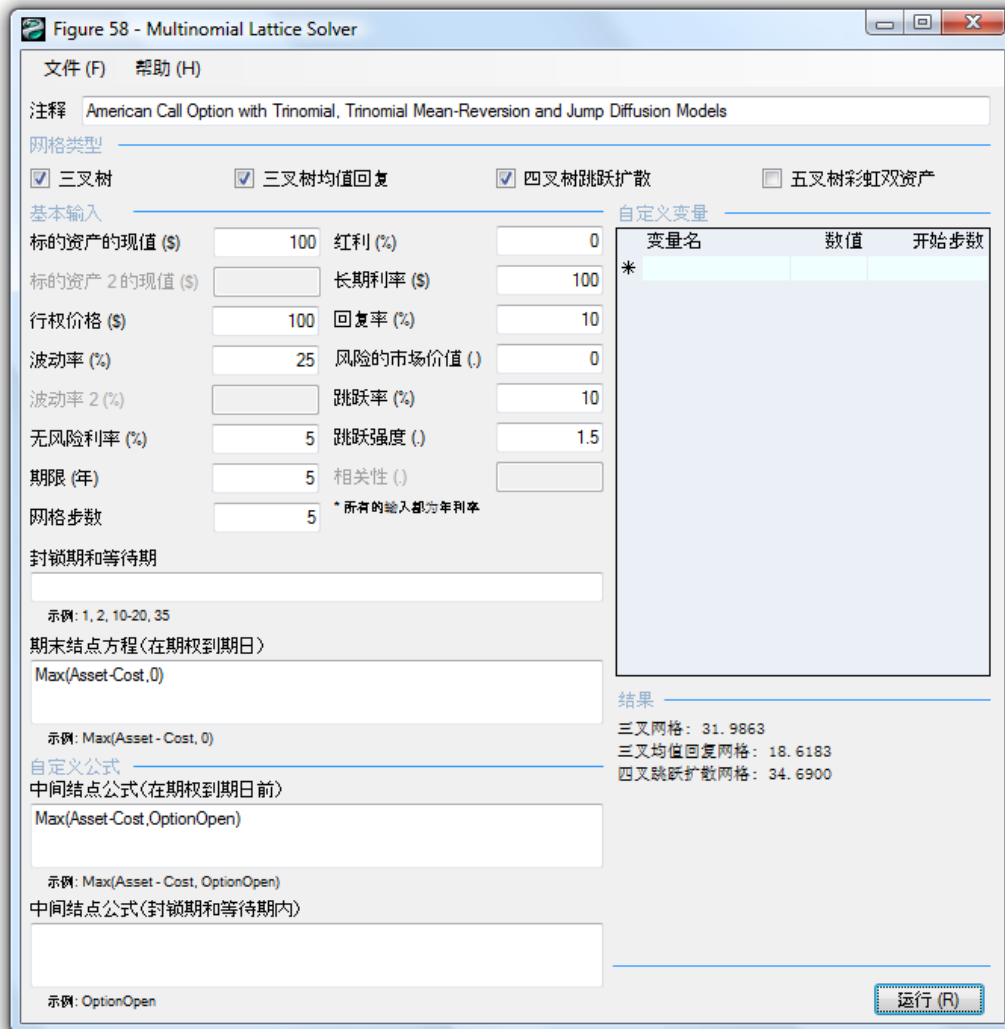 Figure 58 - Multinomial Lattice Solver
文件 (F) 帮助 (H)
注释 American Call Option with Trinomial, Trinomial Mean-Reversion and Jump Diffusion Models
网格类型
三叉树 三叉树均值回复 四叉树跳跃扩散 五叉树彩虹双资产
基本输入
标的资产的现值 ($) 100 红利 (%) 0
标的资产 2 的现值 ($) 长期利率 ($) 100
行权价格 ($) 100 回复率 (%) 10
波动率 (%) 25 风险的市场价值 (.) 0
波动率 2 (%) 跳跃率 (%) 10
无风险利率 (%) 5 跳跃强度 (.) 1.5
期限 (年) 5 相关性 (.)
网格步数 5 * 所有的输入都为年利率
封锁期和等待期
示例: 1, 2, 10-20, 35
期末结点方程(在期权到期日)
Max(Asset-Cost,0)
示例: Max(Asset - Cost, 0)
自定义公式
中间结点公式(在期权到期日前)
Max(Asset-Cost,OptionOpen)
示例: Max(Asset - Cost, OptionOpen)
中间结点公式(封锁期和等待期内)
示例: OptionOpen
自定义变量
变量名 数值 开始步数
*
结果
三叉网格: 31.9863
三叉均值回复网格: 18.6183
四叉跳跃扩散网格: 34.6900
运行 (R)